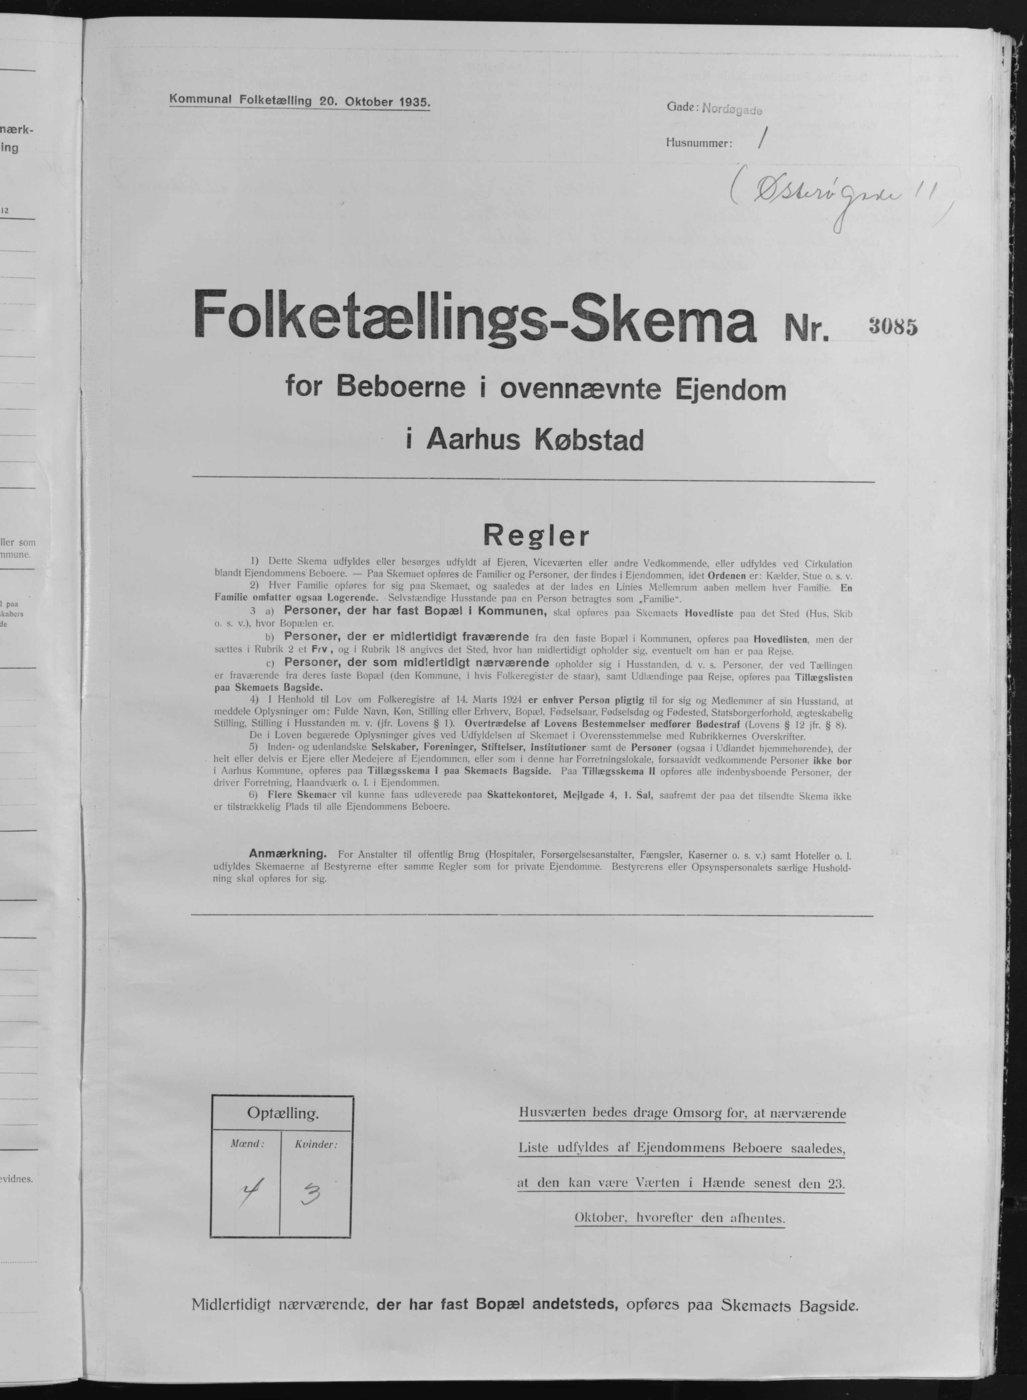 Kommunal Folketælling 20. Oktober 1935.
Gade: Nordøgade
Husnummer: 1
(Østerøgade 11)
Folketællings-Skema Nr. 3085
for Beboerne i ovennævnte Ejendom
i Aarhus Købstad
Regler
1) Dette Skema udfyldes eller besørges udfyldt af Ejeren, Viceværten eller andre Vedkommende, eller udfyldes ved Cirkulation
blandt Ejendommens Beboere. — Paa Skemaet opføres de Familier og Personer, der findes i Ejendommen, idet Ordenen er: Kælder, Stue o. s. v.
2) Hver Familie opføres for sig paa Skemaet, og saaledes at der lades en Linies Mellemrum aaben mellem hver Familie. En
Familie omfatter ogsaa Logerende. Selvstændige Husstande paa en Person betragtes som „Familie".
3 a) Personer, der har fast Bopæl i Kommunen, skal opføres paa Skemaets Hovedliste paa det Sted (Hus, Skib
o. s. v.), hvor Bopælen er.
b) Personer, der er midlertidigt fraværende fra den faste Bopæl i Kommunen, opføres paa Hovedlisten, men der
sættes i Rubrik 2 et Frv, og i Rubrik 18 angives det Sted, hvor han midlertidigt opholder sig, eventuelt om han er paa Rejse.
c) Personer, der som midlertidigt nærværende opholder sig i Husstanden, d. v. s. Personer, der ved Tællingen
er fraværende fra deres faste Bopæl (den Kommune, i hvis Folkeregister de staar), samt Udlændinge paa Rejse, opføres paa Tillægslisten
paa Skemaets Bagside.
4) I Henhold til Lov om Folkeregistre af 14. Marts 1924 er enhver Person pligtig til for sig og Medlemmer af sin Husstand, at
meddele Oplysninger om: Fulde Navn, Køn, Stilling eller Erhverv, Bopæl, Fødselsaar, Fødselsdag og Fødested, Statsborgerforhold, ægteskabelig
Stilling, Stilling i Husstanden m. v. (jfr. Lovens § 1). Overtrædelse af Lovens Bestemmelser medfører Bødestraf (Lovens § 12 jfr. § 8).
De i Loven begærede Oplysninger gives ved Udfyldelsen af Skemaet i Overensstemmelse med Rubrikkernes Overskrifter.
5) Inden- og udenlandske Selskaber, Foreninger, Stiftelser, Institutioner samt de Personer (ogsaa i Udlandet hjemmehørende), der
helt eller delvis er Ejere eller Medejere af Ejendommen, eller som i denne har Forretningslokale, forsaavidt vedkommende Personer ikke bor
i Aarhus Kommune, opføres paa Tillægsskema I paa Skemaets Bagside. Paa Tillægsskema II opføres alle indenbysboende Personer, der
driver Forretning, Haandværk o. l. i Ejendommen.
6) Flere Skemaer vil kunne faas udleverede paa Skattekontoret, Mejlgade 4, 1. Sal, saafremt der paa det tilsendte Skema ikke
er tilstrækkelig Plads til alle Ejendommens Beboere.
Anmærkning. For Anstalter til offentlig Brug (Hospitaler, Forsørgelsesanstalter, Fængsler, Kaserner o. s. v.) samt Hoteller o. l.
udfyldes Skemaerne af Bestyrerne efter samme Regler som for private Ejendomme. Bestyrerens eller Opsynspersonalets særlige Hushold-
ning skal opføres for sig.
Optælling.
Mænd: Kvinder:
4 3
Husværten bedes drage Omsorg for, at nærværende
Liste udfyldes af Ejendommens Beboere saaledes,
at den kan være Værten i Hænde senest den 23.
Oktober, hvorefter den afhentes.
Midlertidigt nærværende, der har fast Bopæl andetsteds, opføres paa Skemaets Bagside.